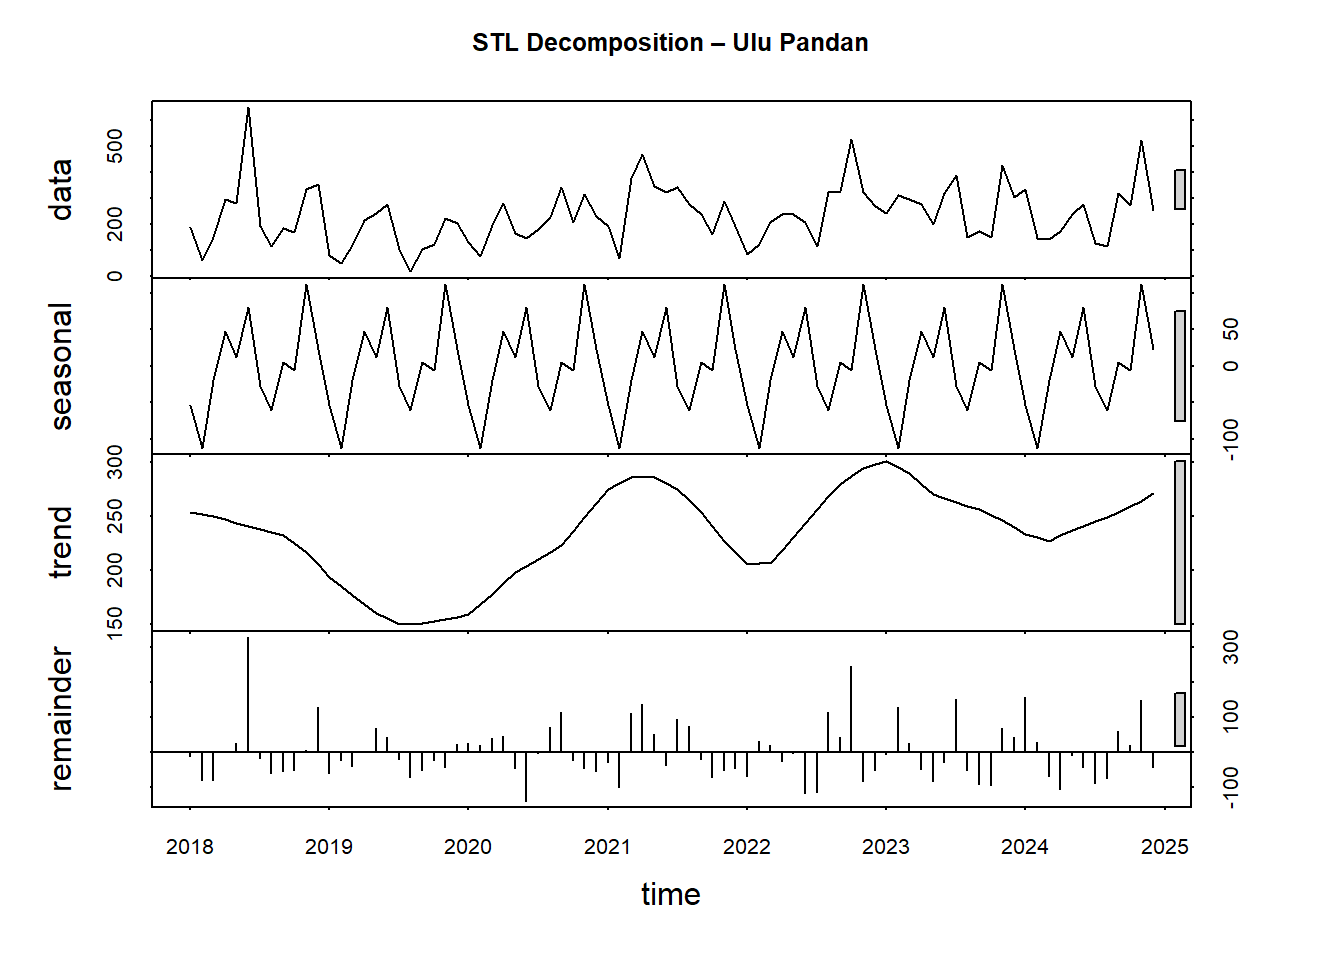 STL Decomposition – Ulu Pandan
data
0 200 500
seasonal
-100 0 50
trend
150 200 250 300
remainder
-100 100 300
2018 2019 2020 2021 2022 2023 2024 2025
time